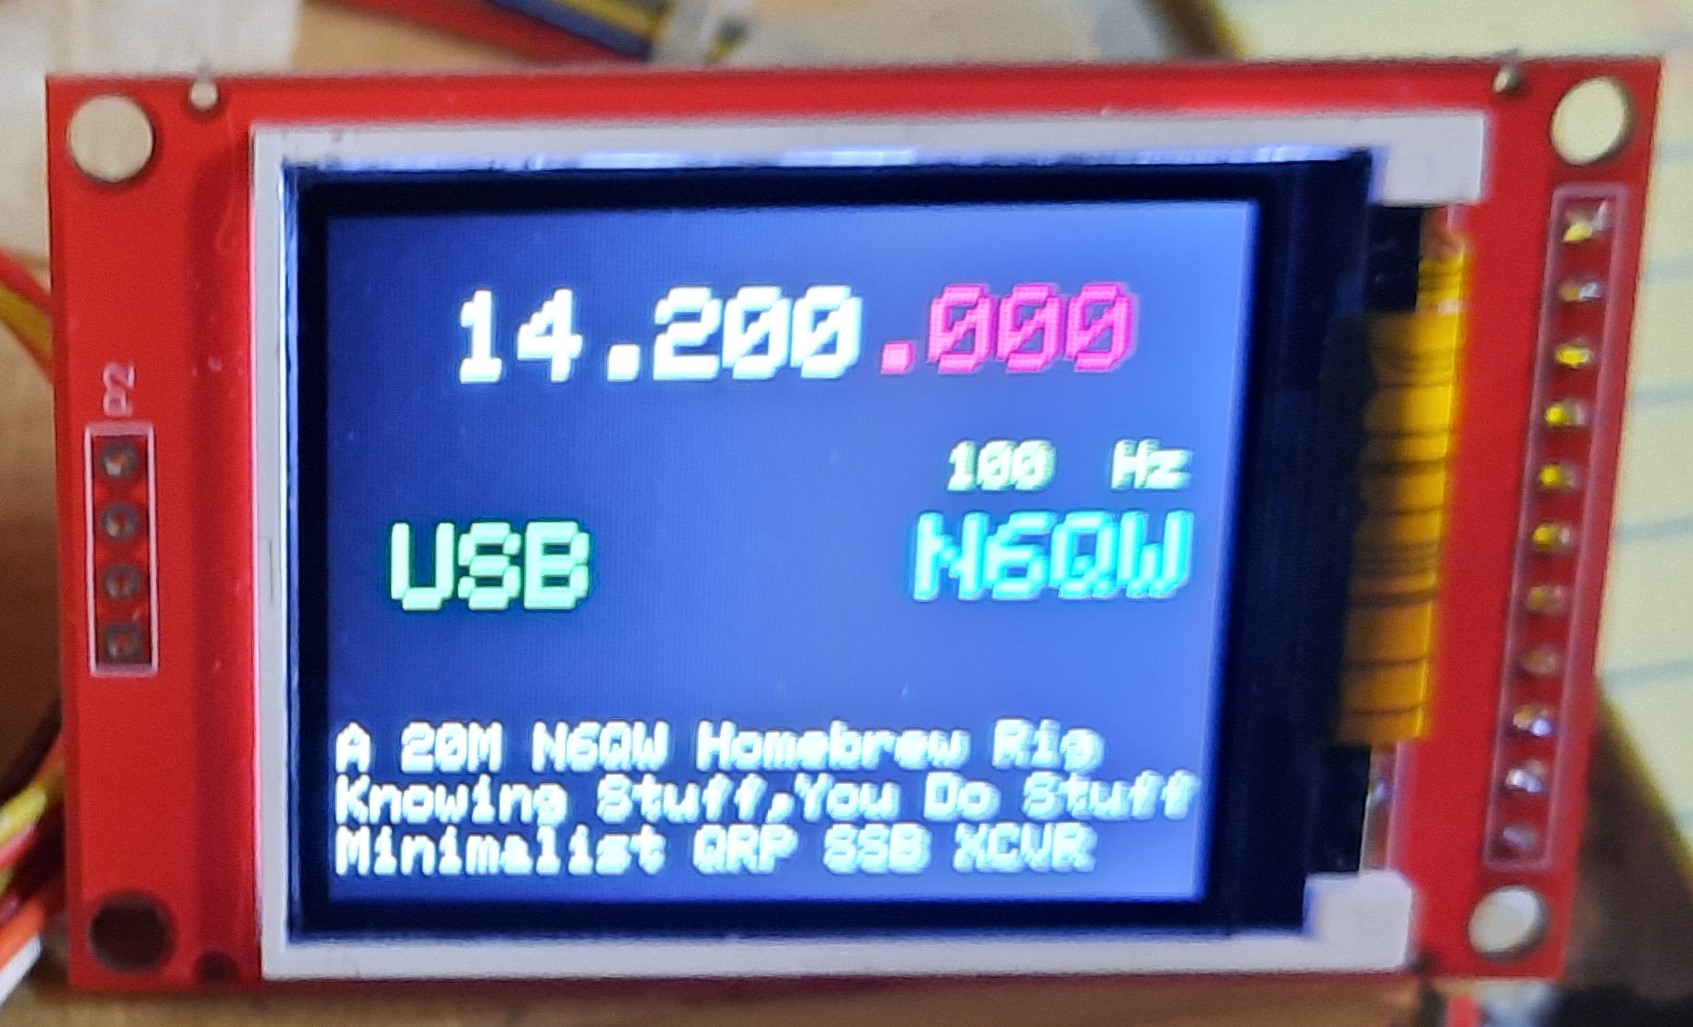 14.200.000
100 Hz
USB N6QW
A 20M N6QW Homebrew Rig
Knowing Stuff,You Do Stuff
Minimalist QRP SSB XCVR
P2